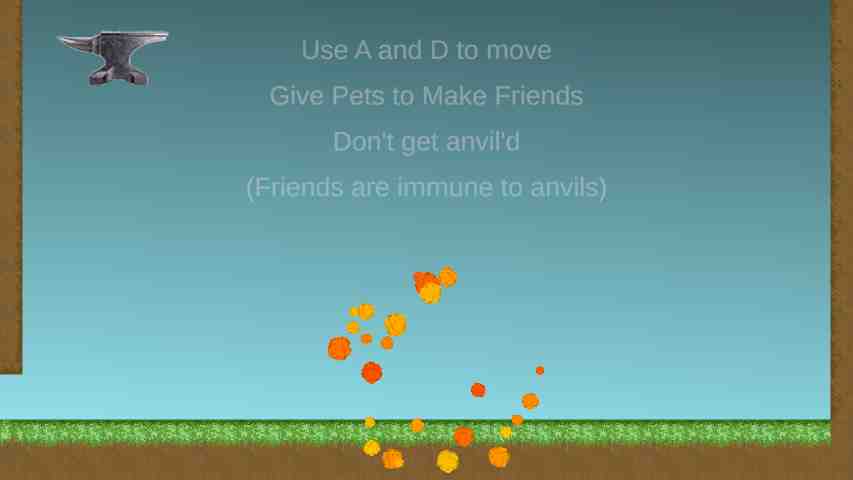 Use A and D to move
Give Pets to Make Friends
Don't get anvil'd
(Friends are immune to anvils)